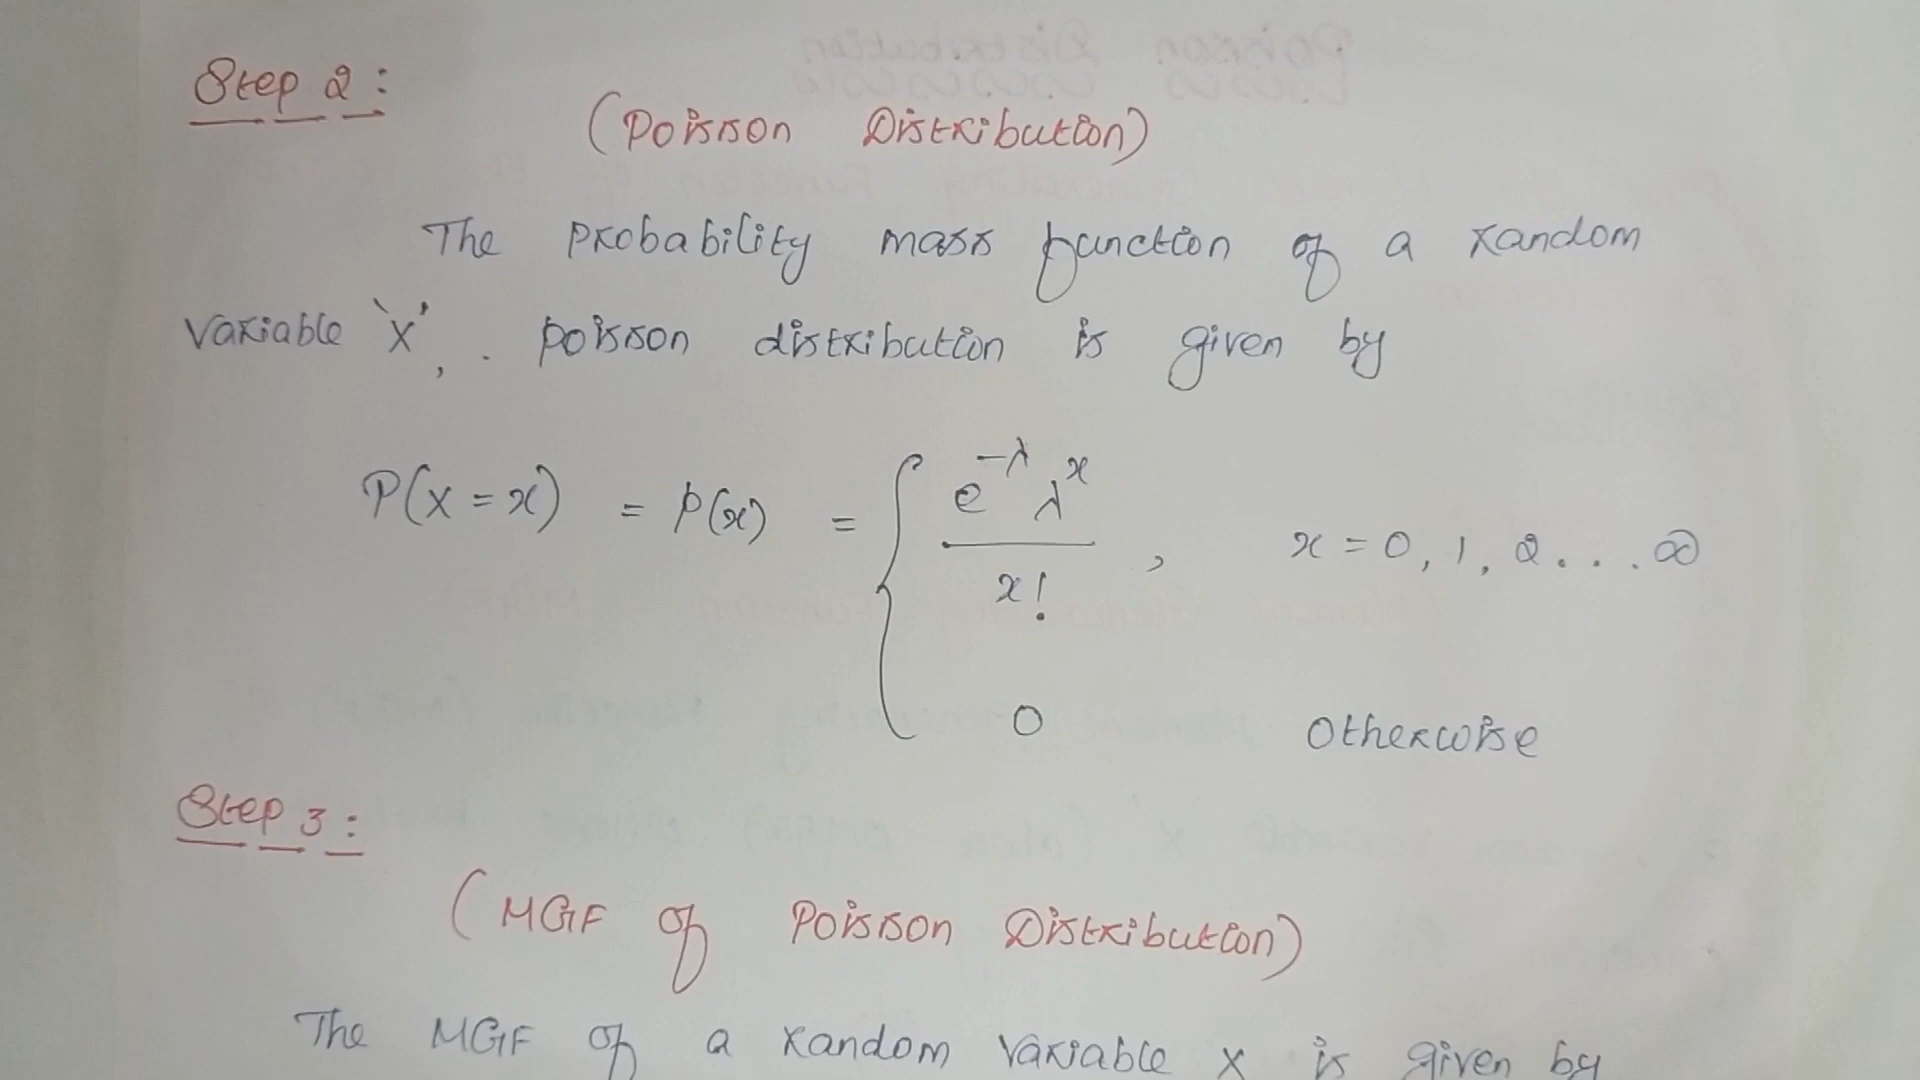 Step 2 :
(Poisson Distribution)
The probability mass function of a random
variable 'X', . poisson distribution is given by
P(X = x) = p(x) = { e^{-λ} λ^x / x! , x = 0, 1, 2 . . . ∞
0 otherwise
Step 3 :
(MGF of Poisson Distribution)
The MGF of a random variable X is given by